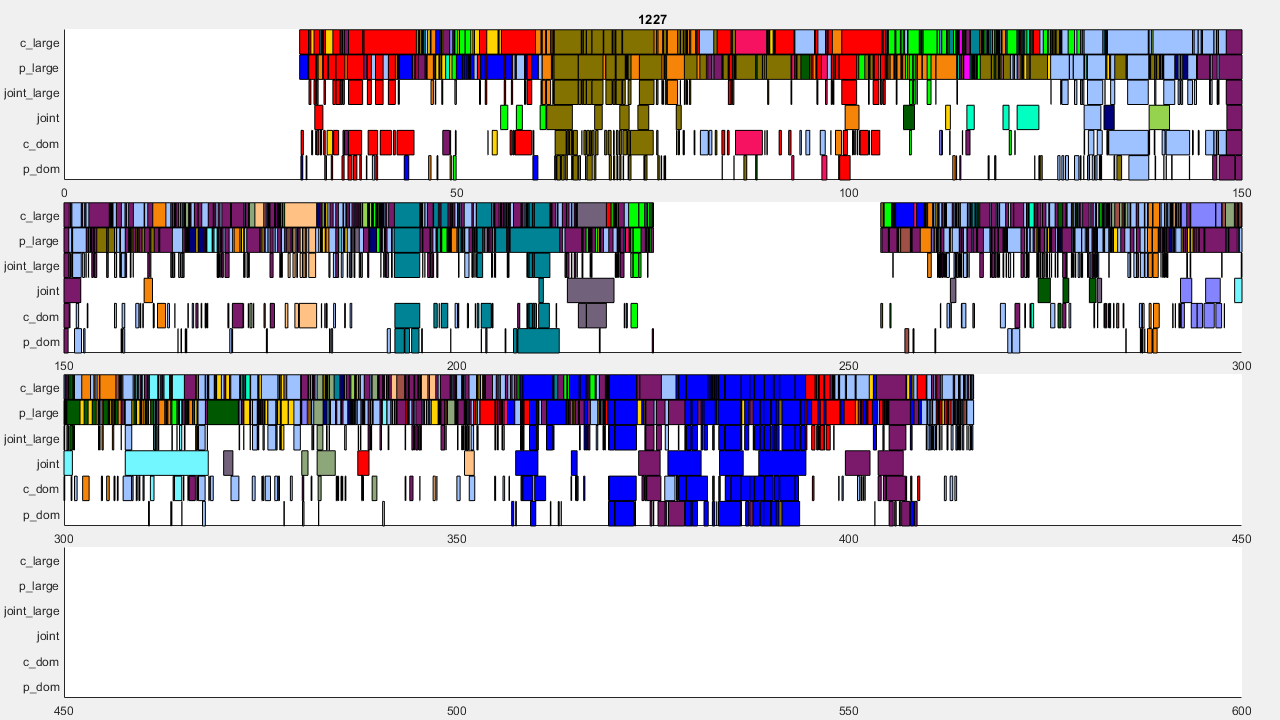 1227
c_large
p_large
joint_large
joint
c_dom
p_dom
0 50 100 150
c_large
p_large
joint_large
joint
c_dom
p_dom
150 200 250 300
c_large
p_large
joint_large
joint
c_dom
p_dom
300 350 400 450
c_large
p_large
joint_large
joint
c_dom
p_dom
450 500 550 600